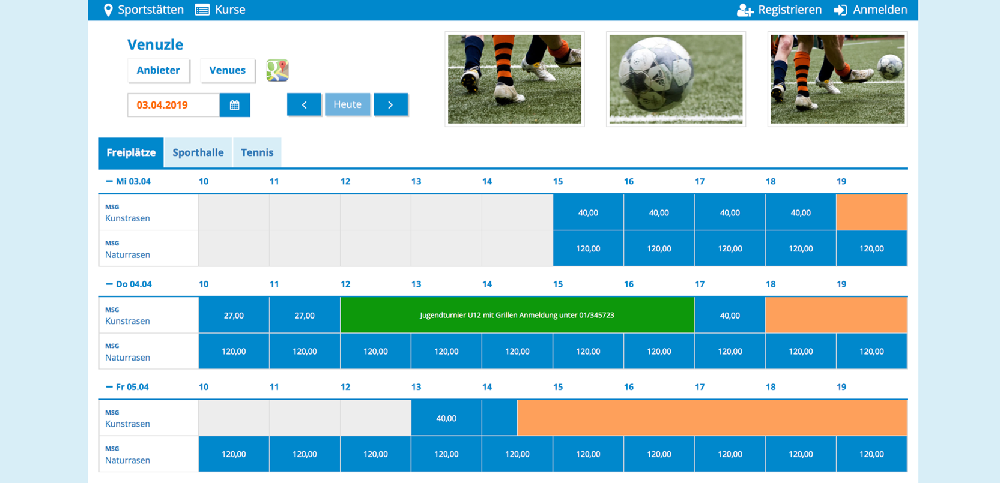 Sportstätten Kurse Registrieren Anmelden
Venuzle
Anbieter Venues
03.04.2019 Heute
Freiplätze Sporthalle Tennis
Mi 03.04 10 11 12 13 14 15 16 17 18 19
MSG
Kunstrasen 40,00 40,00 40,00 40,00
MSG
Naturrasen 120,00 120,00 120,00 120,00 120,00
Do 04.04 10 11 12 13 14 15 16 17 18 19
MSG
Kunstrasen 27,00 27,00 Jugendturnier U12 mit Grillen Anmeldung unter 01/345723 40,00
MSG
Naturrasen 120,00 120,00 120,00 120,00 120,00 120,00 120,00 120,00 120,00 120,00
Fr 05.04 10 11 12 13 14 15 16 17 18 19
MSG
Kunstrasen 40,00
MSG
Naturrasen 120,00 120,00 120,00 120,00 120,00 120,00 120,00 120,00 120,00 120,00